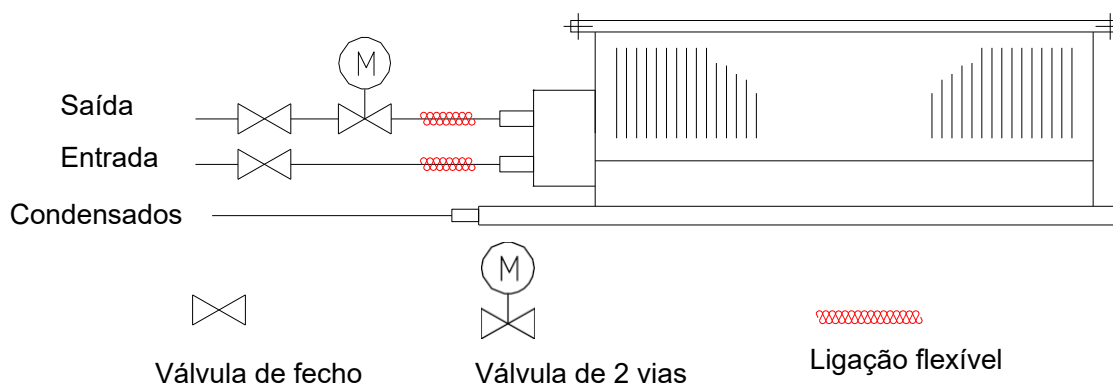 M
Saída
Entrada
Condensados
M
Válvula de fecho
Válvula de 2 vias
Ligação flexível